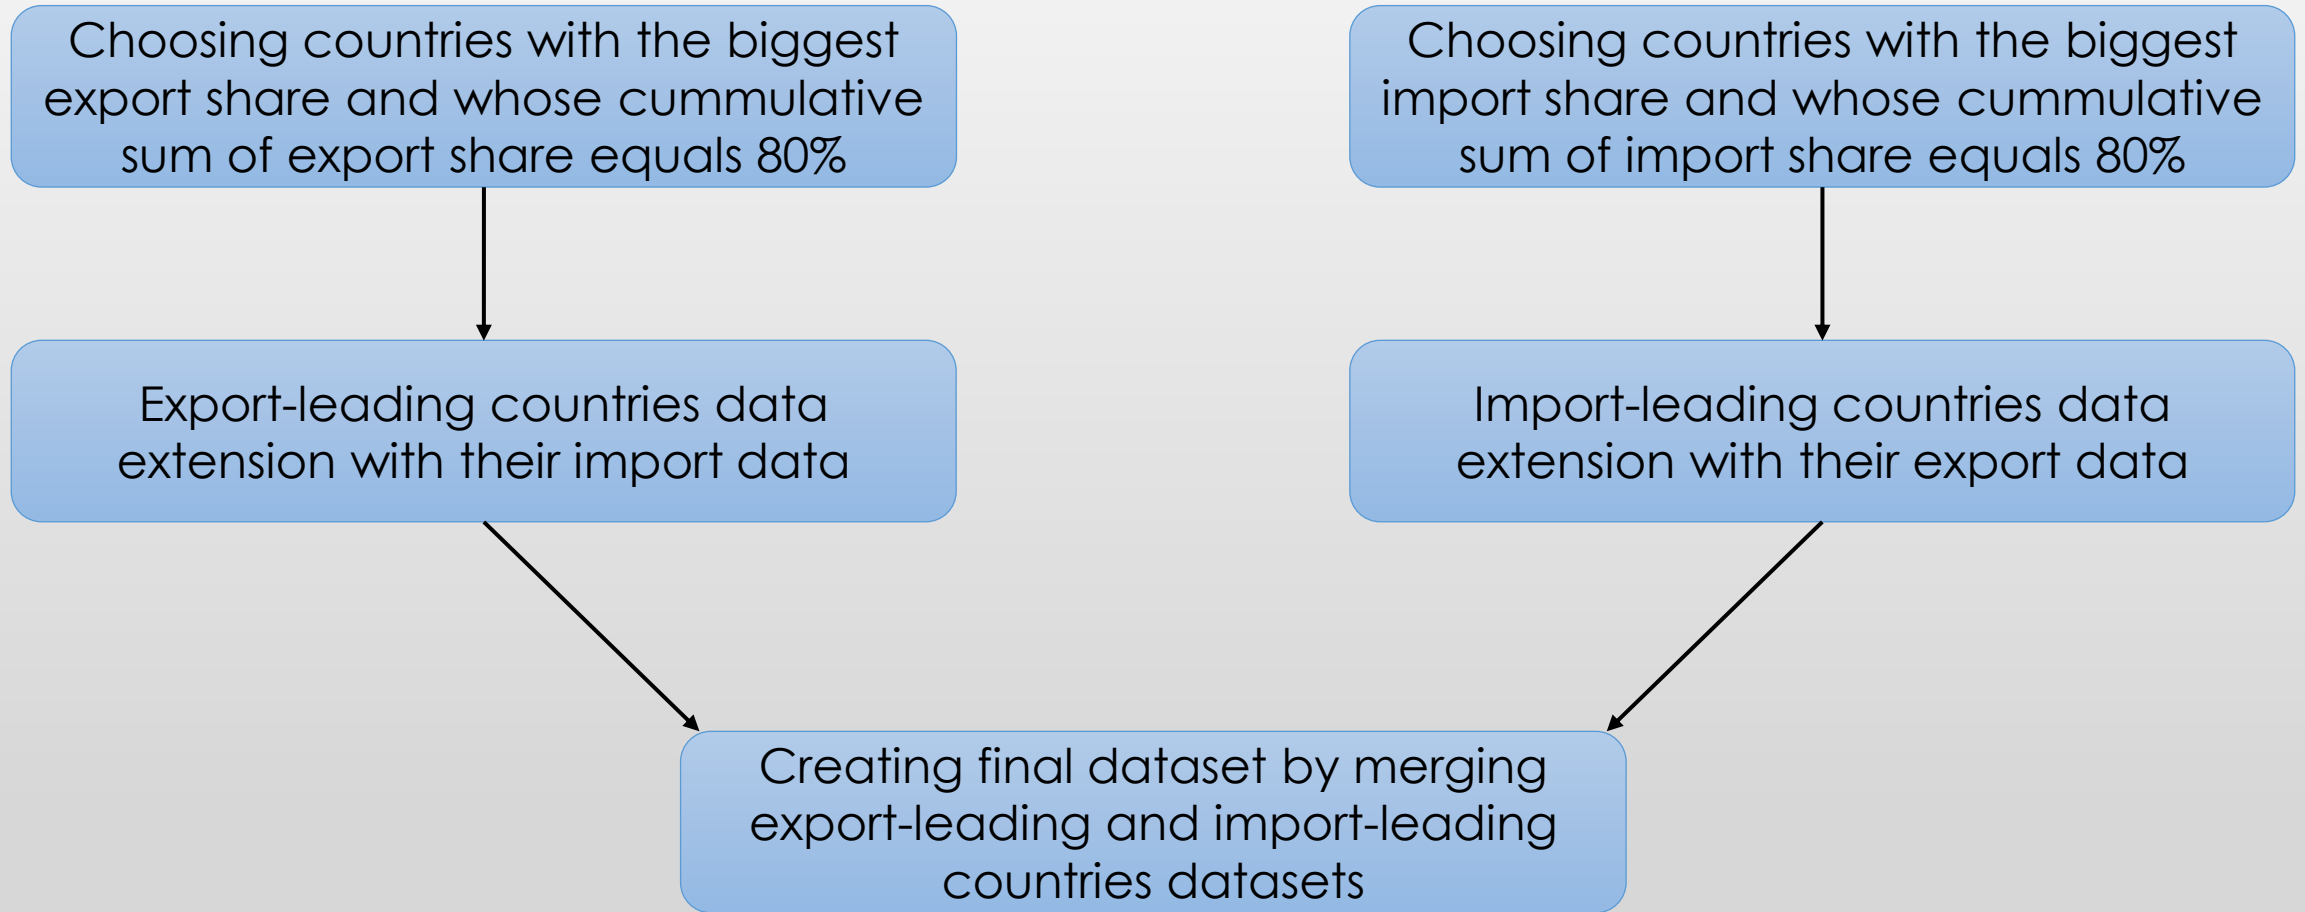 Choosing countries with the biggest
export share and whose cummulative
sum of export share equals 80%
Choosing countries with the biggest
import share and whose cummulative
sum of import share equals 80%
Export-leading countries data
extension with their import data
Import-leading countries data
extension with their export data
Creating final dataset by merging
export-leading and import-leading
countries datasets